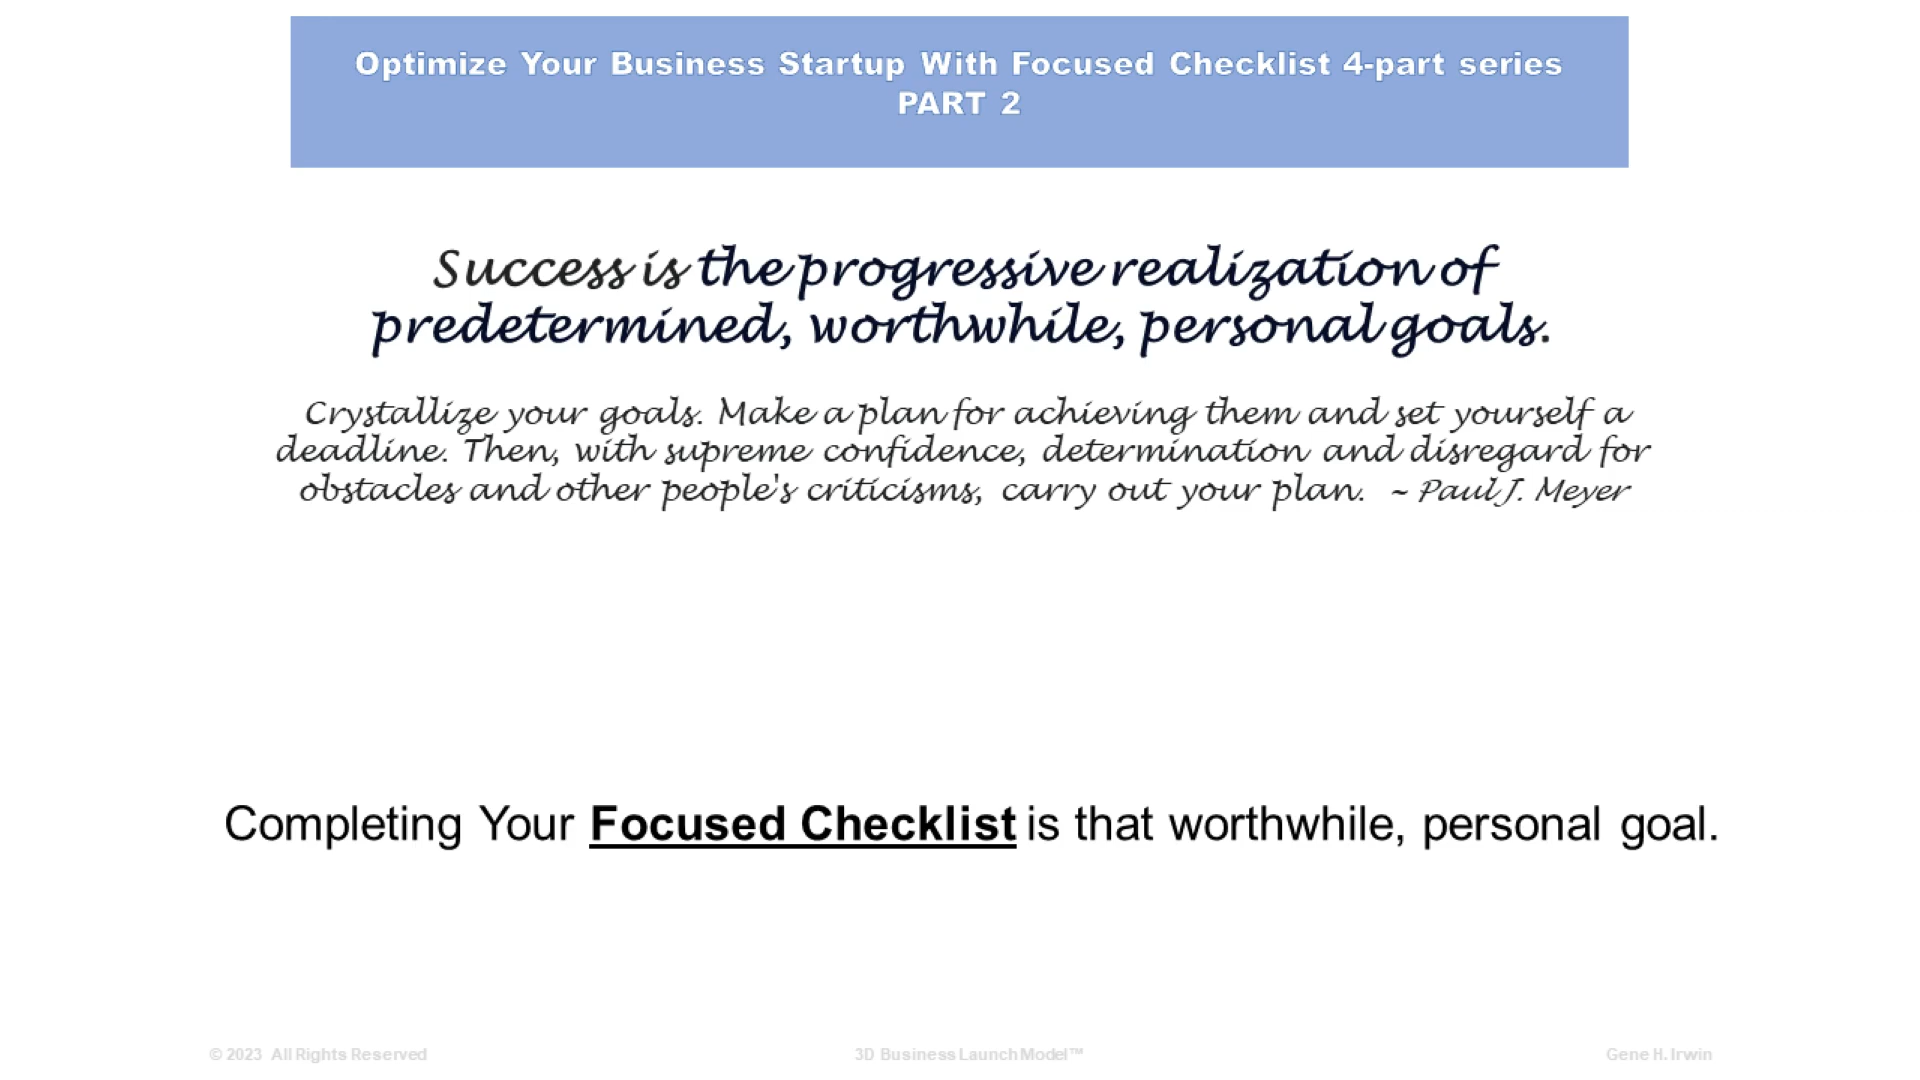 Optimize Your Business Startup With Focused Checklist 4-part series
PART 2
Success is the progressive realization of
predetermined, worthwhile, personal goals.
Crystallize your goals. Make a plan for achieving them and set yourself a
deadline. Then, with supreme confidence, determination and disregard for
obstacles and other people's criticisms, carry out your plan. ~ Paul J. Meyer
Completing Your Focused Checklist is that worthwhile, personal goal.
© 2023 All Rights Reserved
3D Business Launch Model™
Gene H. Irwin